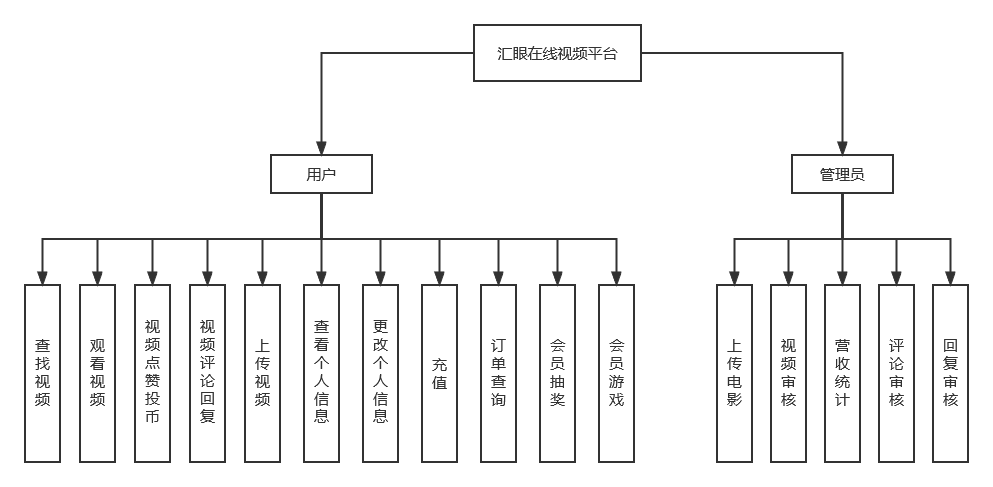 汇眼在线视频平台
用户
管理员
查找视频
观看视频
视频点赞投币
视频评论回复
上传视频
查看个人信息
更改个人信息
充值
订单查询
会员抽奖
会员游戏
上传电影
视频审核
营收统计
评论审核
回复审核